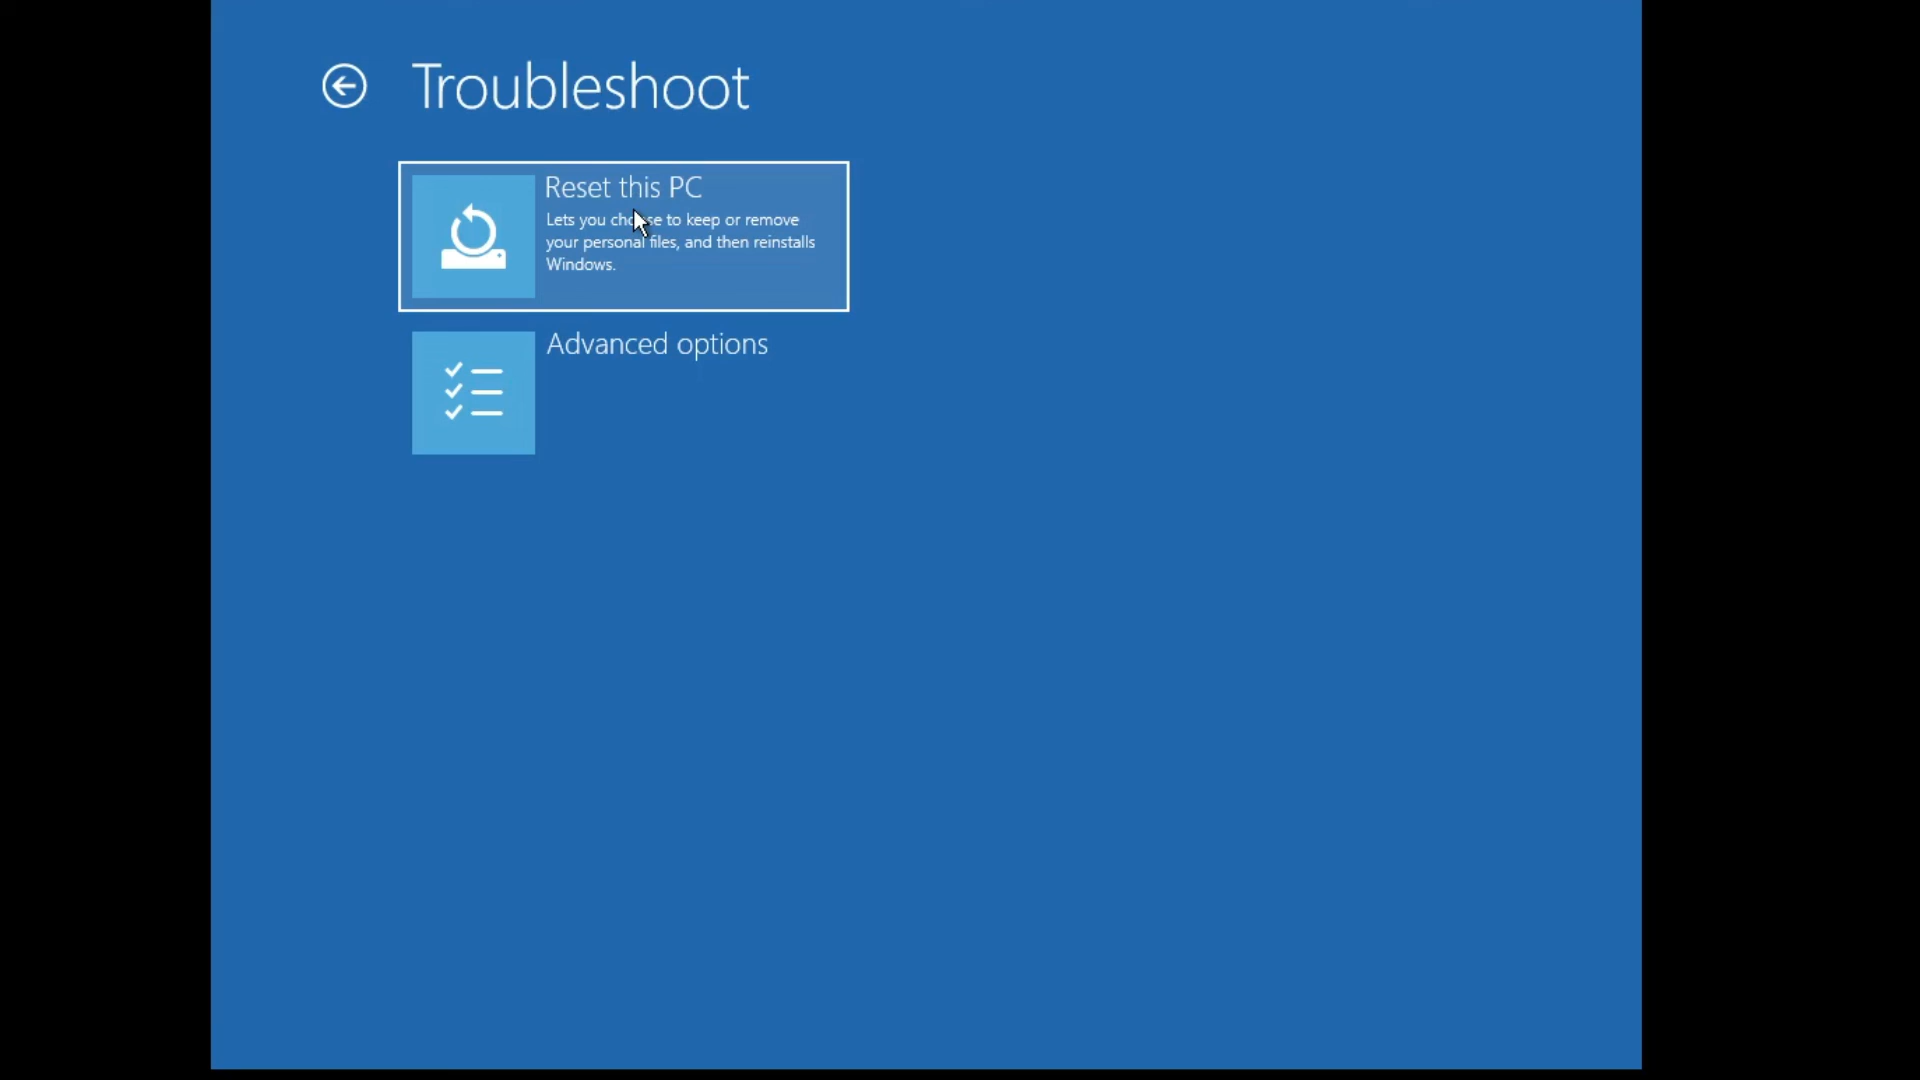 Troubleshoot
Reset this PC
Lets you choose to keep or remove
your personal files, and then reinstalls
Windows.
Advanced options